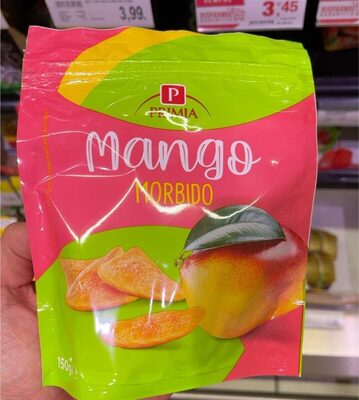 3,99.
3€45
P
PRIMIA
Mango
MORBIDO
150g